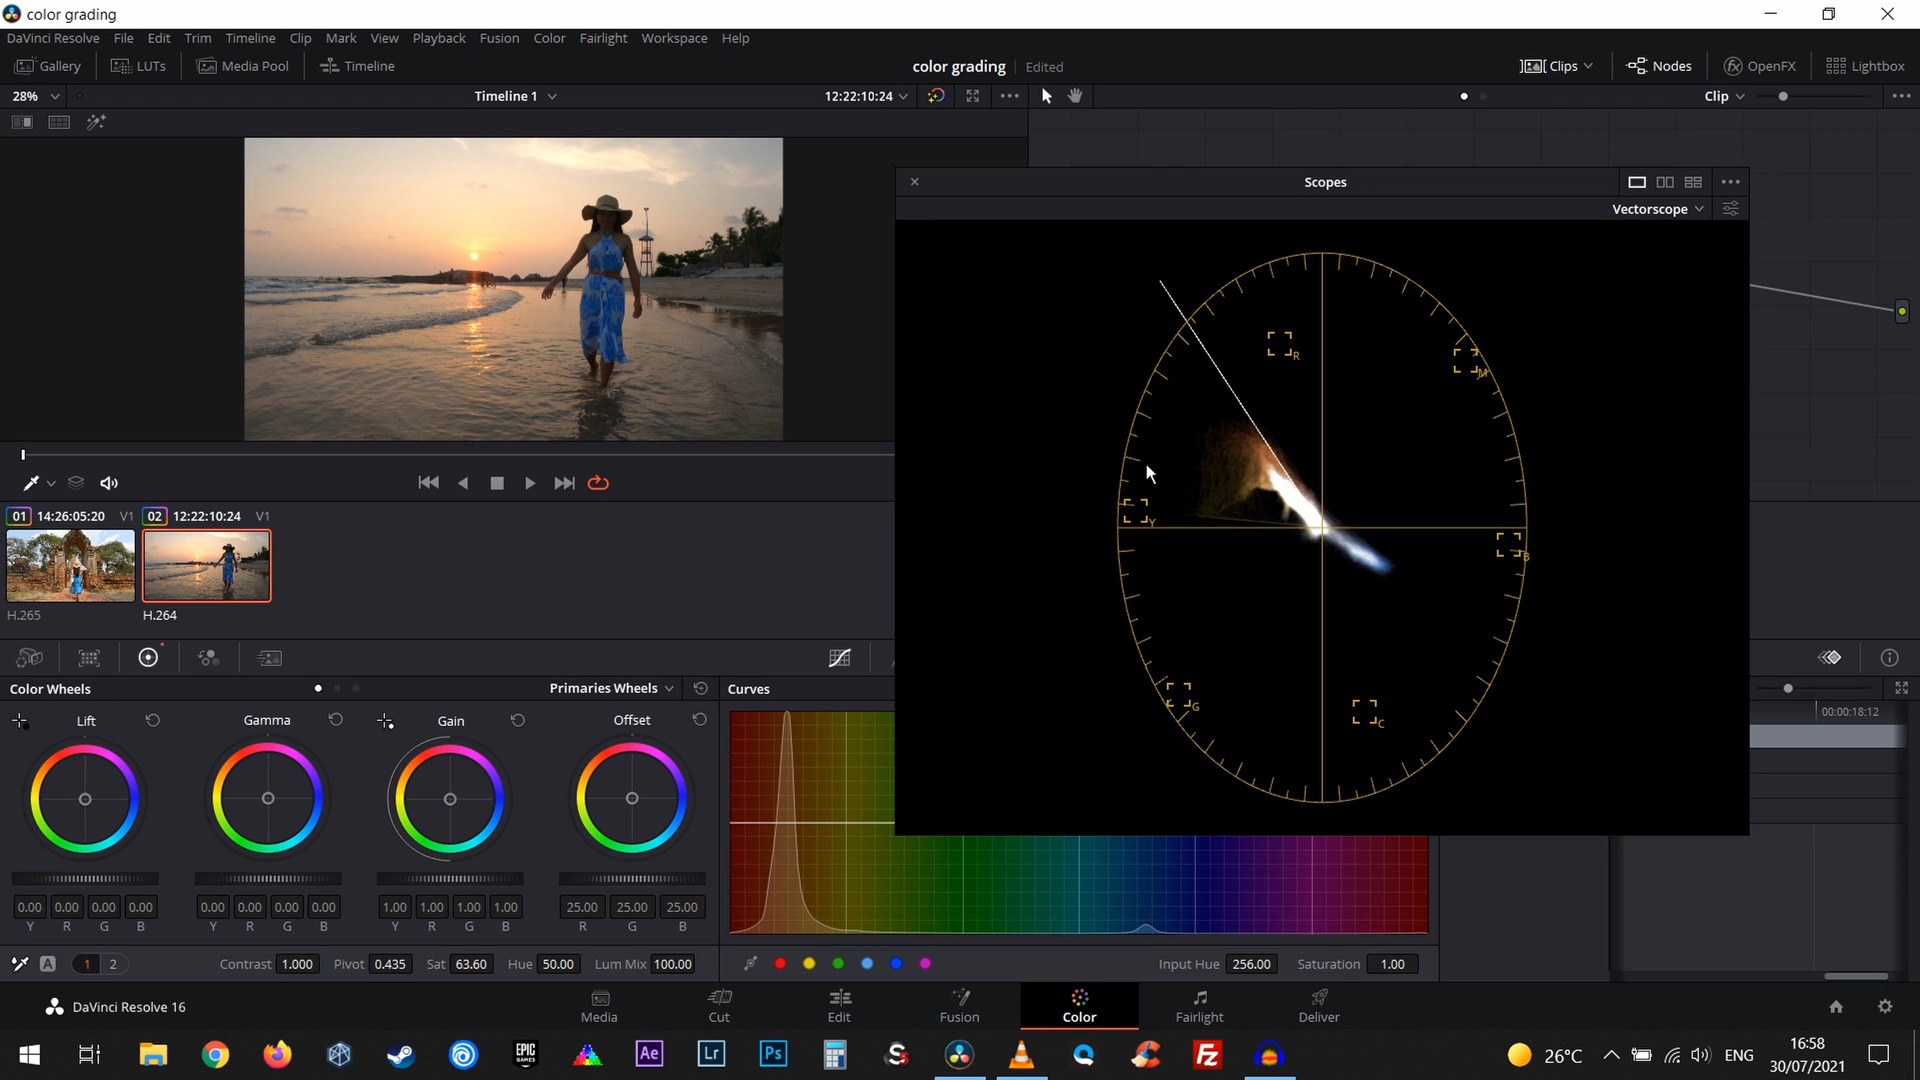 color grading
DaVinci Resolve File Edit Trim Timeline Clip Mark View Playback Fusion Color Fairlight Workspace Help
Gallery LUTs Media Pool Timeline color grading Edited Clips Nodes OpenFX Lightbox
28% Timeline 1 12:22:10:24 Clip
Scopes
Vectorscope
R
M
Y
B
G
C
01 14:26:05:20 V1 02 12:22:10:24 V1
H.265 H.264
Color Wheels Primaries Wheels Curves
00:00:18:12
Lift Gamma Gain Offset
0.00 0.00 0.00 0.00 0.00 0.00 0.00 0.00 1.00 1.00 1.00 1.00 25.00 25.00 25.00
Y R G B Y R G B Y R G B R G B
A 1 2 Contrast 1.000 Pivot 0.435 Sat 63.60 Hue 50.00 Lum Mix 100.00 Input Hue 256.00 Saturation 1.00
DaVinci Resolve 16
Media Cut Edit Fusion Color Fairlight Deliver
EPIC GAMES Ae Lr Ps S Fz 26°C ENG 16:58
30/07/2021